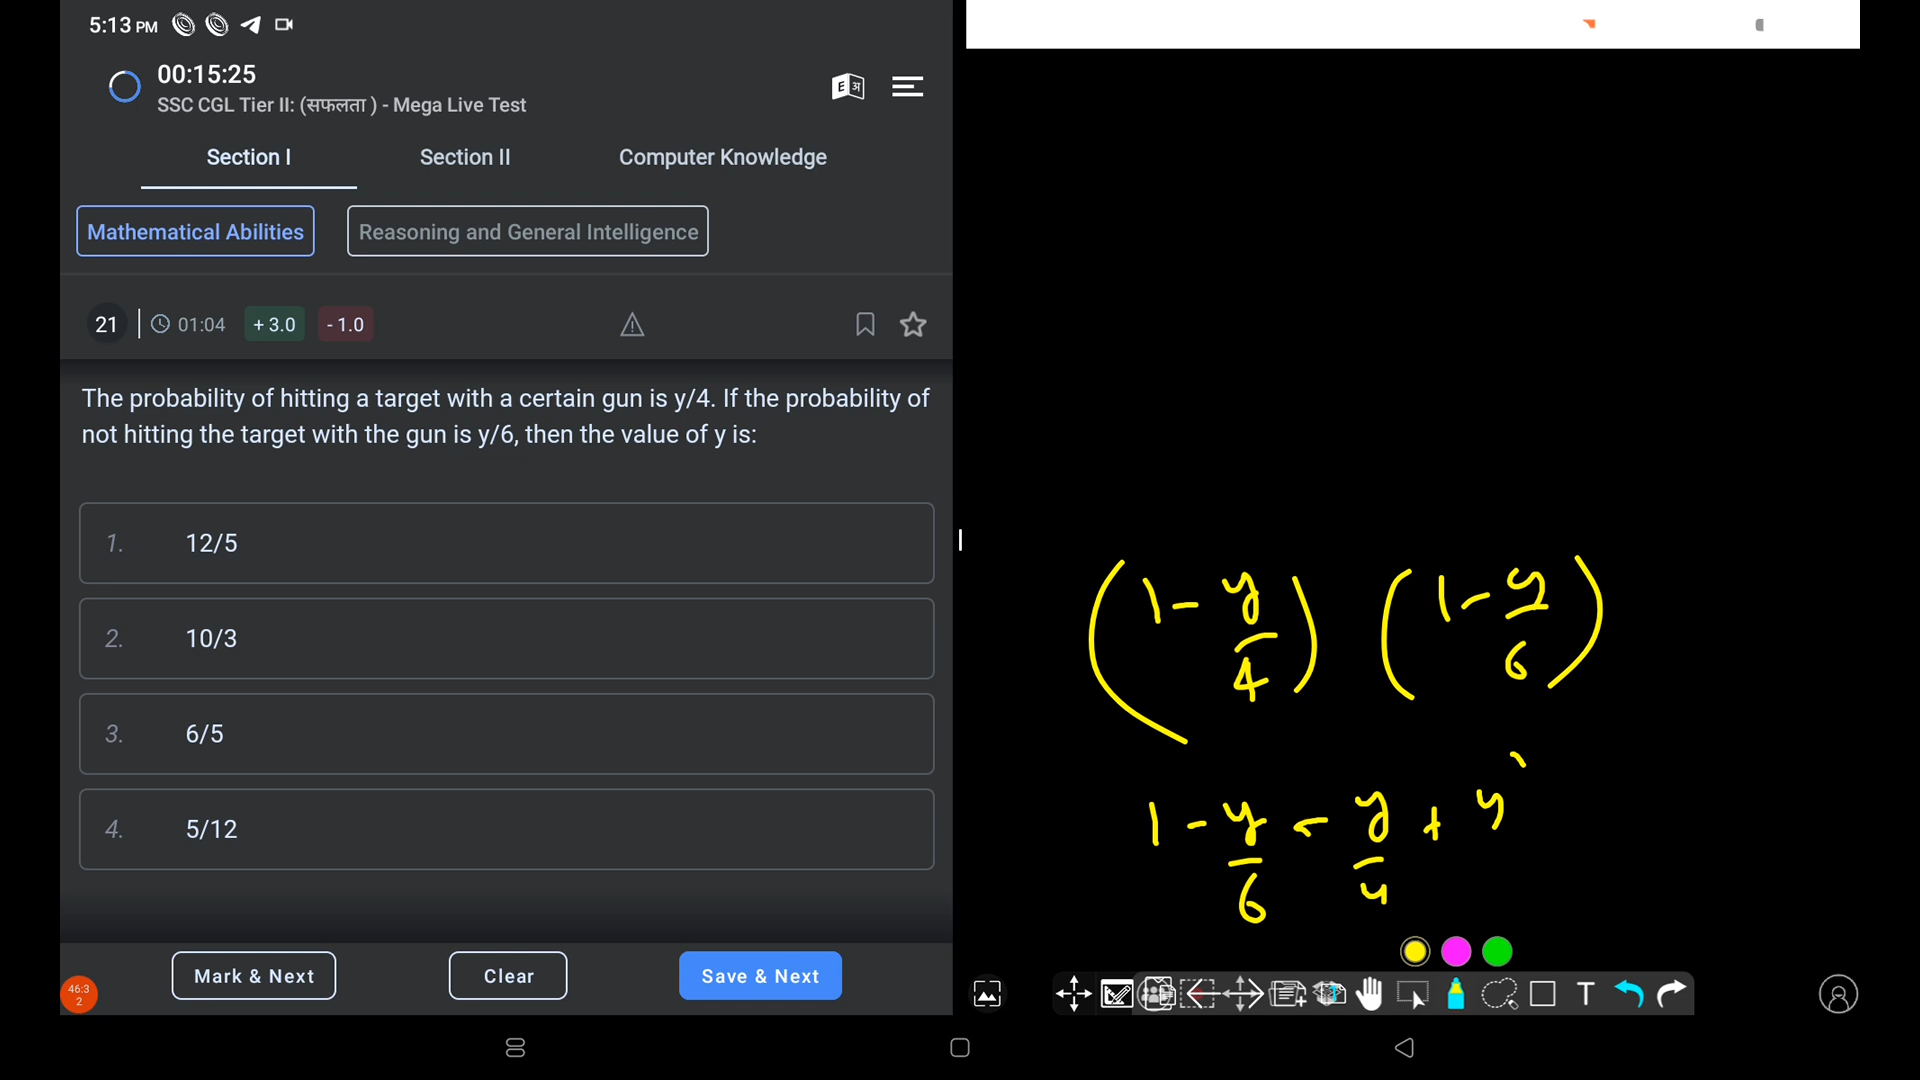 5:13 PM
00:15:25
SSC CGL Tier II: (सफलता ) - Mega Live Test
E अ
Section I Section II Computer Knowledge
Mathematical Abilities Reasoning and General Intelligence
21 01:04 + 3.0 - 1.0
The probability of hitting a target with a certain gun is y/4. If the probability of
not hitting the target with the gun is y/6, then the value of y is:
1. 12/5
2. 10/3
3. 6/5
4. 5/12
Mark & Next Clear Save & Next
46:3
2
(1 - y/4) (1 - y/6)
1 - y/6 - y/4 + y
T